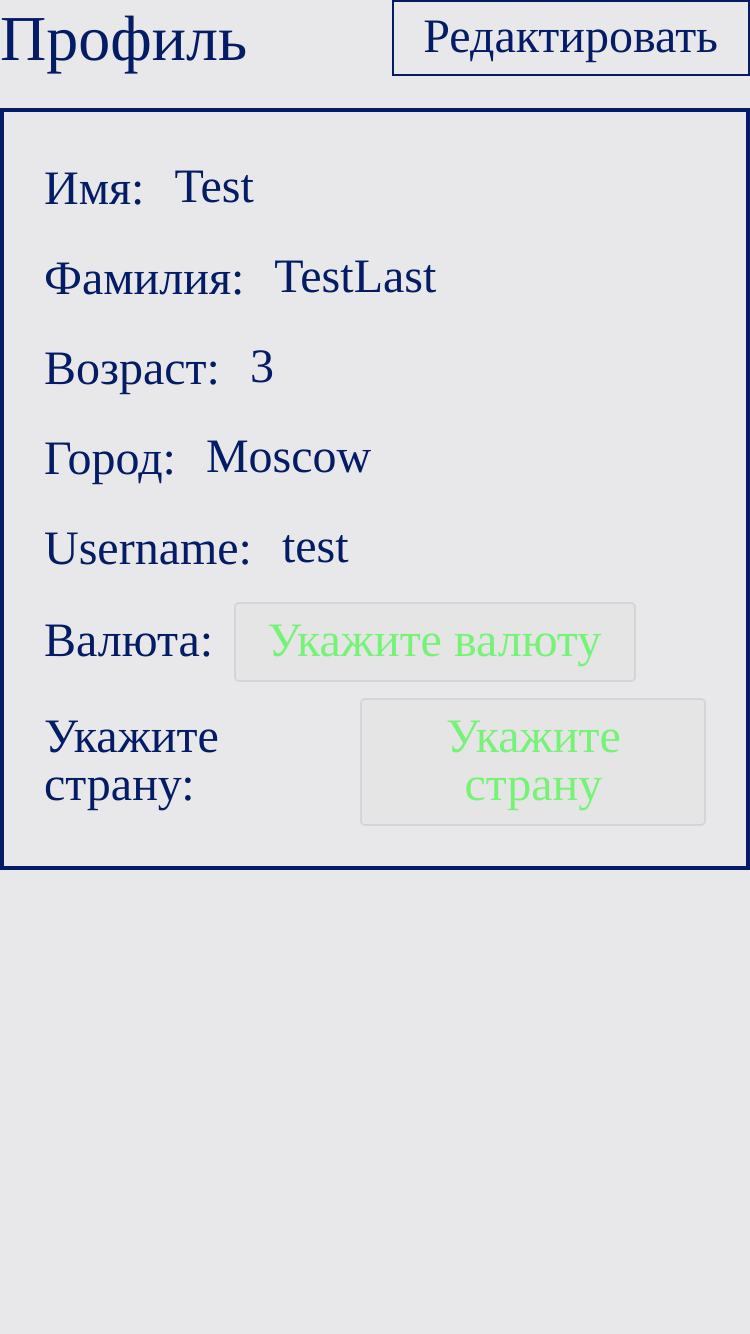 Профиль Редактировать
Имя: Test
Фамилия: TestLast
Возраст: 3
Город: Moscow
Username: test
Валюта: Укажите валюту
Укажите Укажите
страну: страну